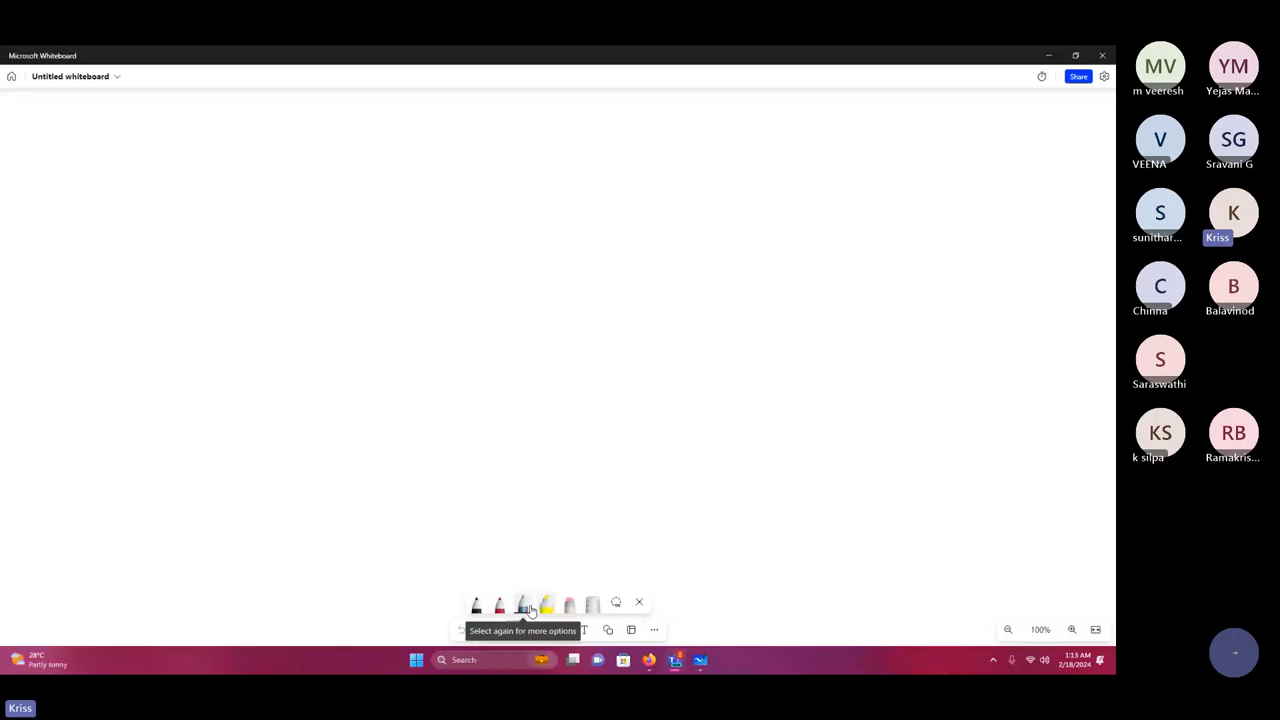 Microsoft Whiteboard
Untitled whiteboard
Share
Select again for more options
T
100%
28°C
Partly sunny
Search
8
1:13 AM
2/18/2024
MV
m veeresh
YM
Yejas Ma...
V
VEENA
SG
Sravani G
S
sunithar...
K
Kriss
C
Chinna
B
Balavinod
S
Saraswathi
KS
k silpa
RB
Ramakris...
Kriss